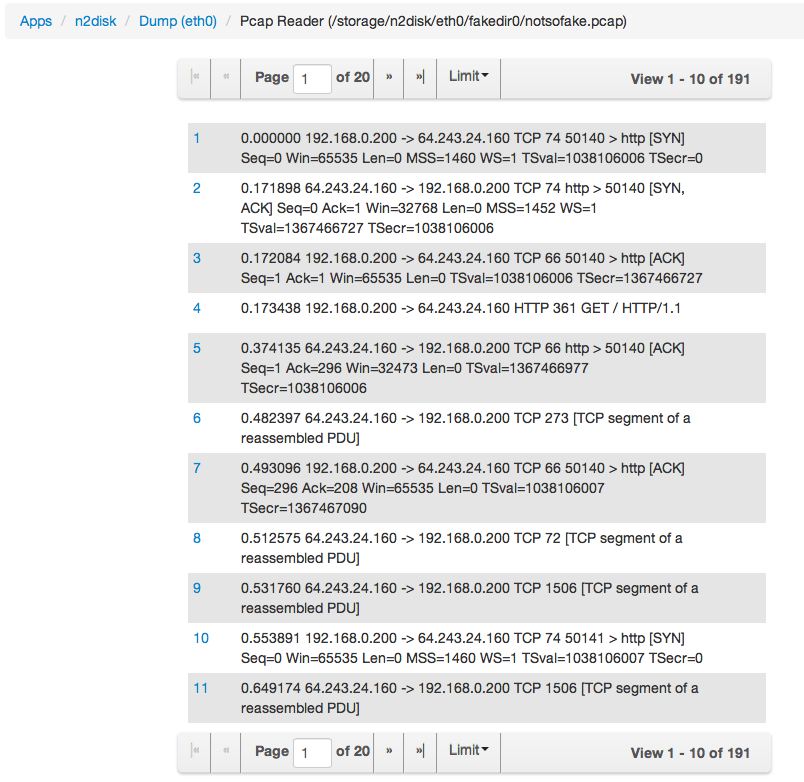 Apps / n2disk / Dump (eth0) / Pcap Reader (/storage/n2disk/eth0/fakedir0/notsofake.pcap)
|« « Page 1 of 20 » »| Limit View 1 - 10 of 191
1 0.000000 192.168.0.200 -> 64.243.24.160 TCP 74 50140 > http [SYN]
Seq=0 Win=65535 Len=0 MSS=1460 WS=1 TSval=1038106006 TSecr=0
2 0.171898 64.243.24.160 -> 192.168.0.200 TCP 74 http > 50140 [SYN,
ACK] Seq=0 Ack=1 Win=32768 Len=0 MSS=1452 WS=1
TSval=1367466727 TSecr=1038106006
3 0.172084 192.168.0.200 -> 64.243.24.160 TCP 66 50140 > http [ACK]
Seq=1 Ack=1 Win=65535 Len=0 TSval=1038106006 TSecr=1367466727
4 0.173438 192.168.0.200 -> 64.243.24.160 HTTP 361 GET / HTTP/1.1
5 0.374135 64.243.24.160 -> 192.168.0.200 TCP 66 http > 50140 [ACK]
Seq=1 Ack=296 Win=32473 Len=0 TSval=1367466977
TSecr=1038106006
6 0.482397 64.243.24.160 -> 192.168.0.200 TCP 273 [TCP segment of a
reassembled PDU]
7 0.493096 192.168.0.200 -> 64.243.24.160 TCP 66 50140 > http [ACK]
Seq=296 Ack=208 Win=65535 Len=0 TSval=1038106007
TSecr=1367467090
8 0.512575 64.243.24.160 -> 192.168.0.200 TCP 72 [TCP segment of a
reassembled PDU]
9 0.531760 64.243.24.160 -> 192.168.0.200 TCP 1506 [TCP segment of a
reassembled PDU]
10 0.553891 192.168.0.200 -> 64.243.24.160 TCP 74 50141 > http [SYN]
Seq=0 Win=65535 Len=0 MSS=1460 WS=1 TSval=1038106007 TSecr=0
11 0.649174 64.243.24.160 -> 192.168.0.200 TCP 1506 [TCP segment of a
reassembled PDU]
|« « Page 1 of 20 » »| Limit View 1 - 10 of 191